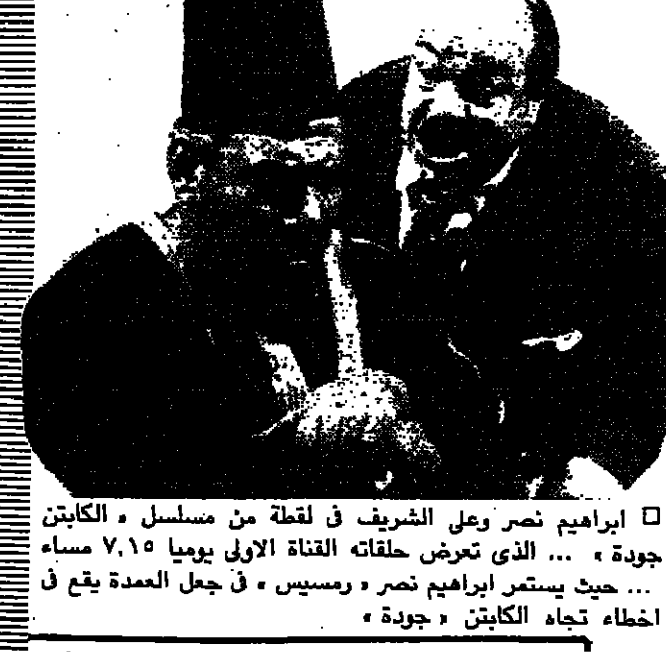 □ ابراهيم نصر وعلى الشريف فى لقطة من مسلسل « الكابتن
جودة » ... الذى تعرض حلقاته القناة الاولى يوميا ٧,١٥ مساء
... حيث يستمر ابراهيم نصر « رمسيس » فى جعل العمدة يقع فى
اخطاء تجاه الكابتن « جودة »